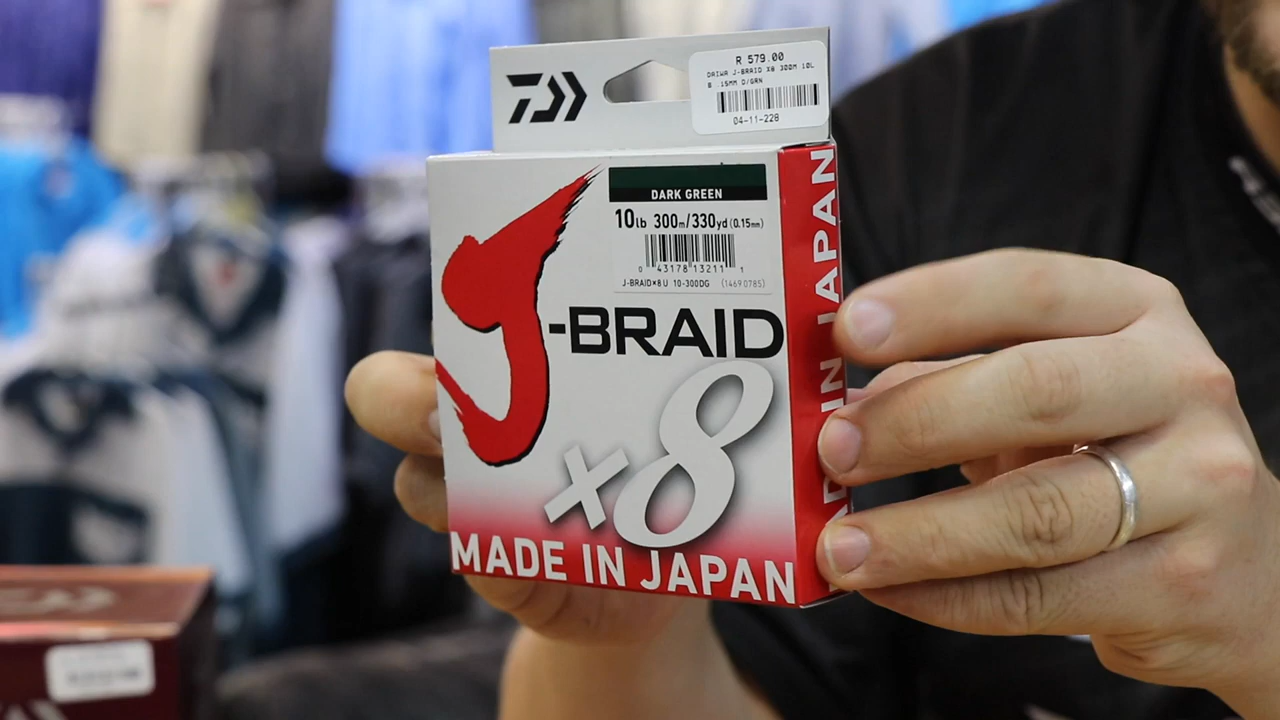 R 579.00
DAIWA J-BRAID X8 300M 10L
B .15MM D/GRN
04-11-228
DARK GREEN
10lb 300m/330yd (0.15mm)
0 43178 13211 1
J-BRAID×8U 10-300DG (14690785)
J-BRAID
×8
MADE IN JAPAN
MADE IN JAPAN